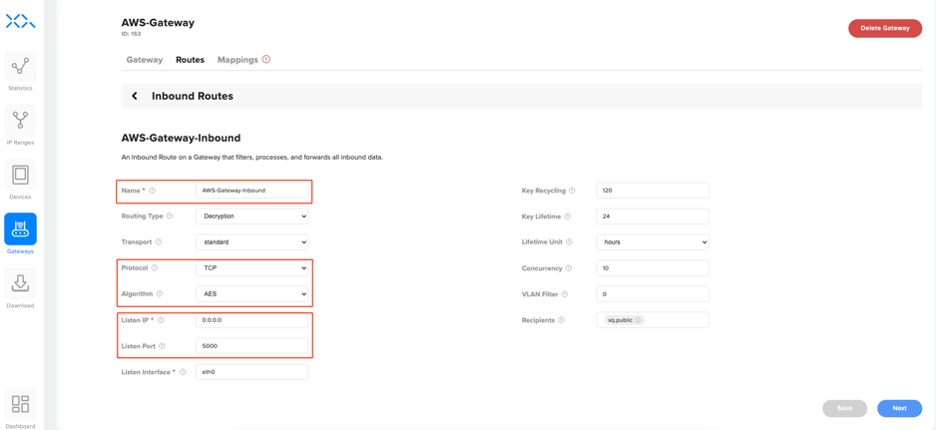 AWS-Gateway
ID: 153
Delete Gateway
Gateway Routes Mappings
Inbound Routes
AWS-Gateway-Inbound
An Inbound Route on a Gateway that filters, processes, and forwards all inbound data.
Name * AWS-Gateway-Inbound
Routing Type Decryption
Transport standard
Protocol TCP
Algorithm AES
Listen IP * 0.0.0.0
Listen Port 5000
Listen Interface * eth0
Key Recycling 120
Key Lifetime 24
Lifetime Unit hours
Concurrency 10
VLAN Filter 0
Recipients xq.public
Save Next
Statistics
IP Ranges
Devices
Gateways
Download
Dashboard